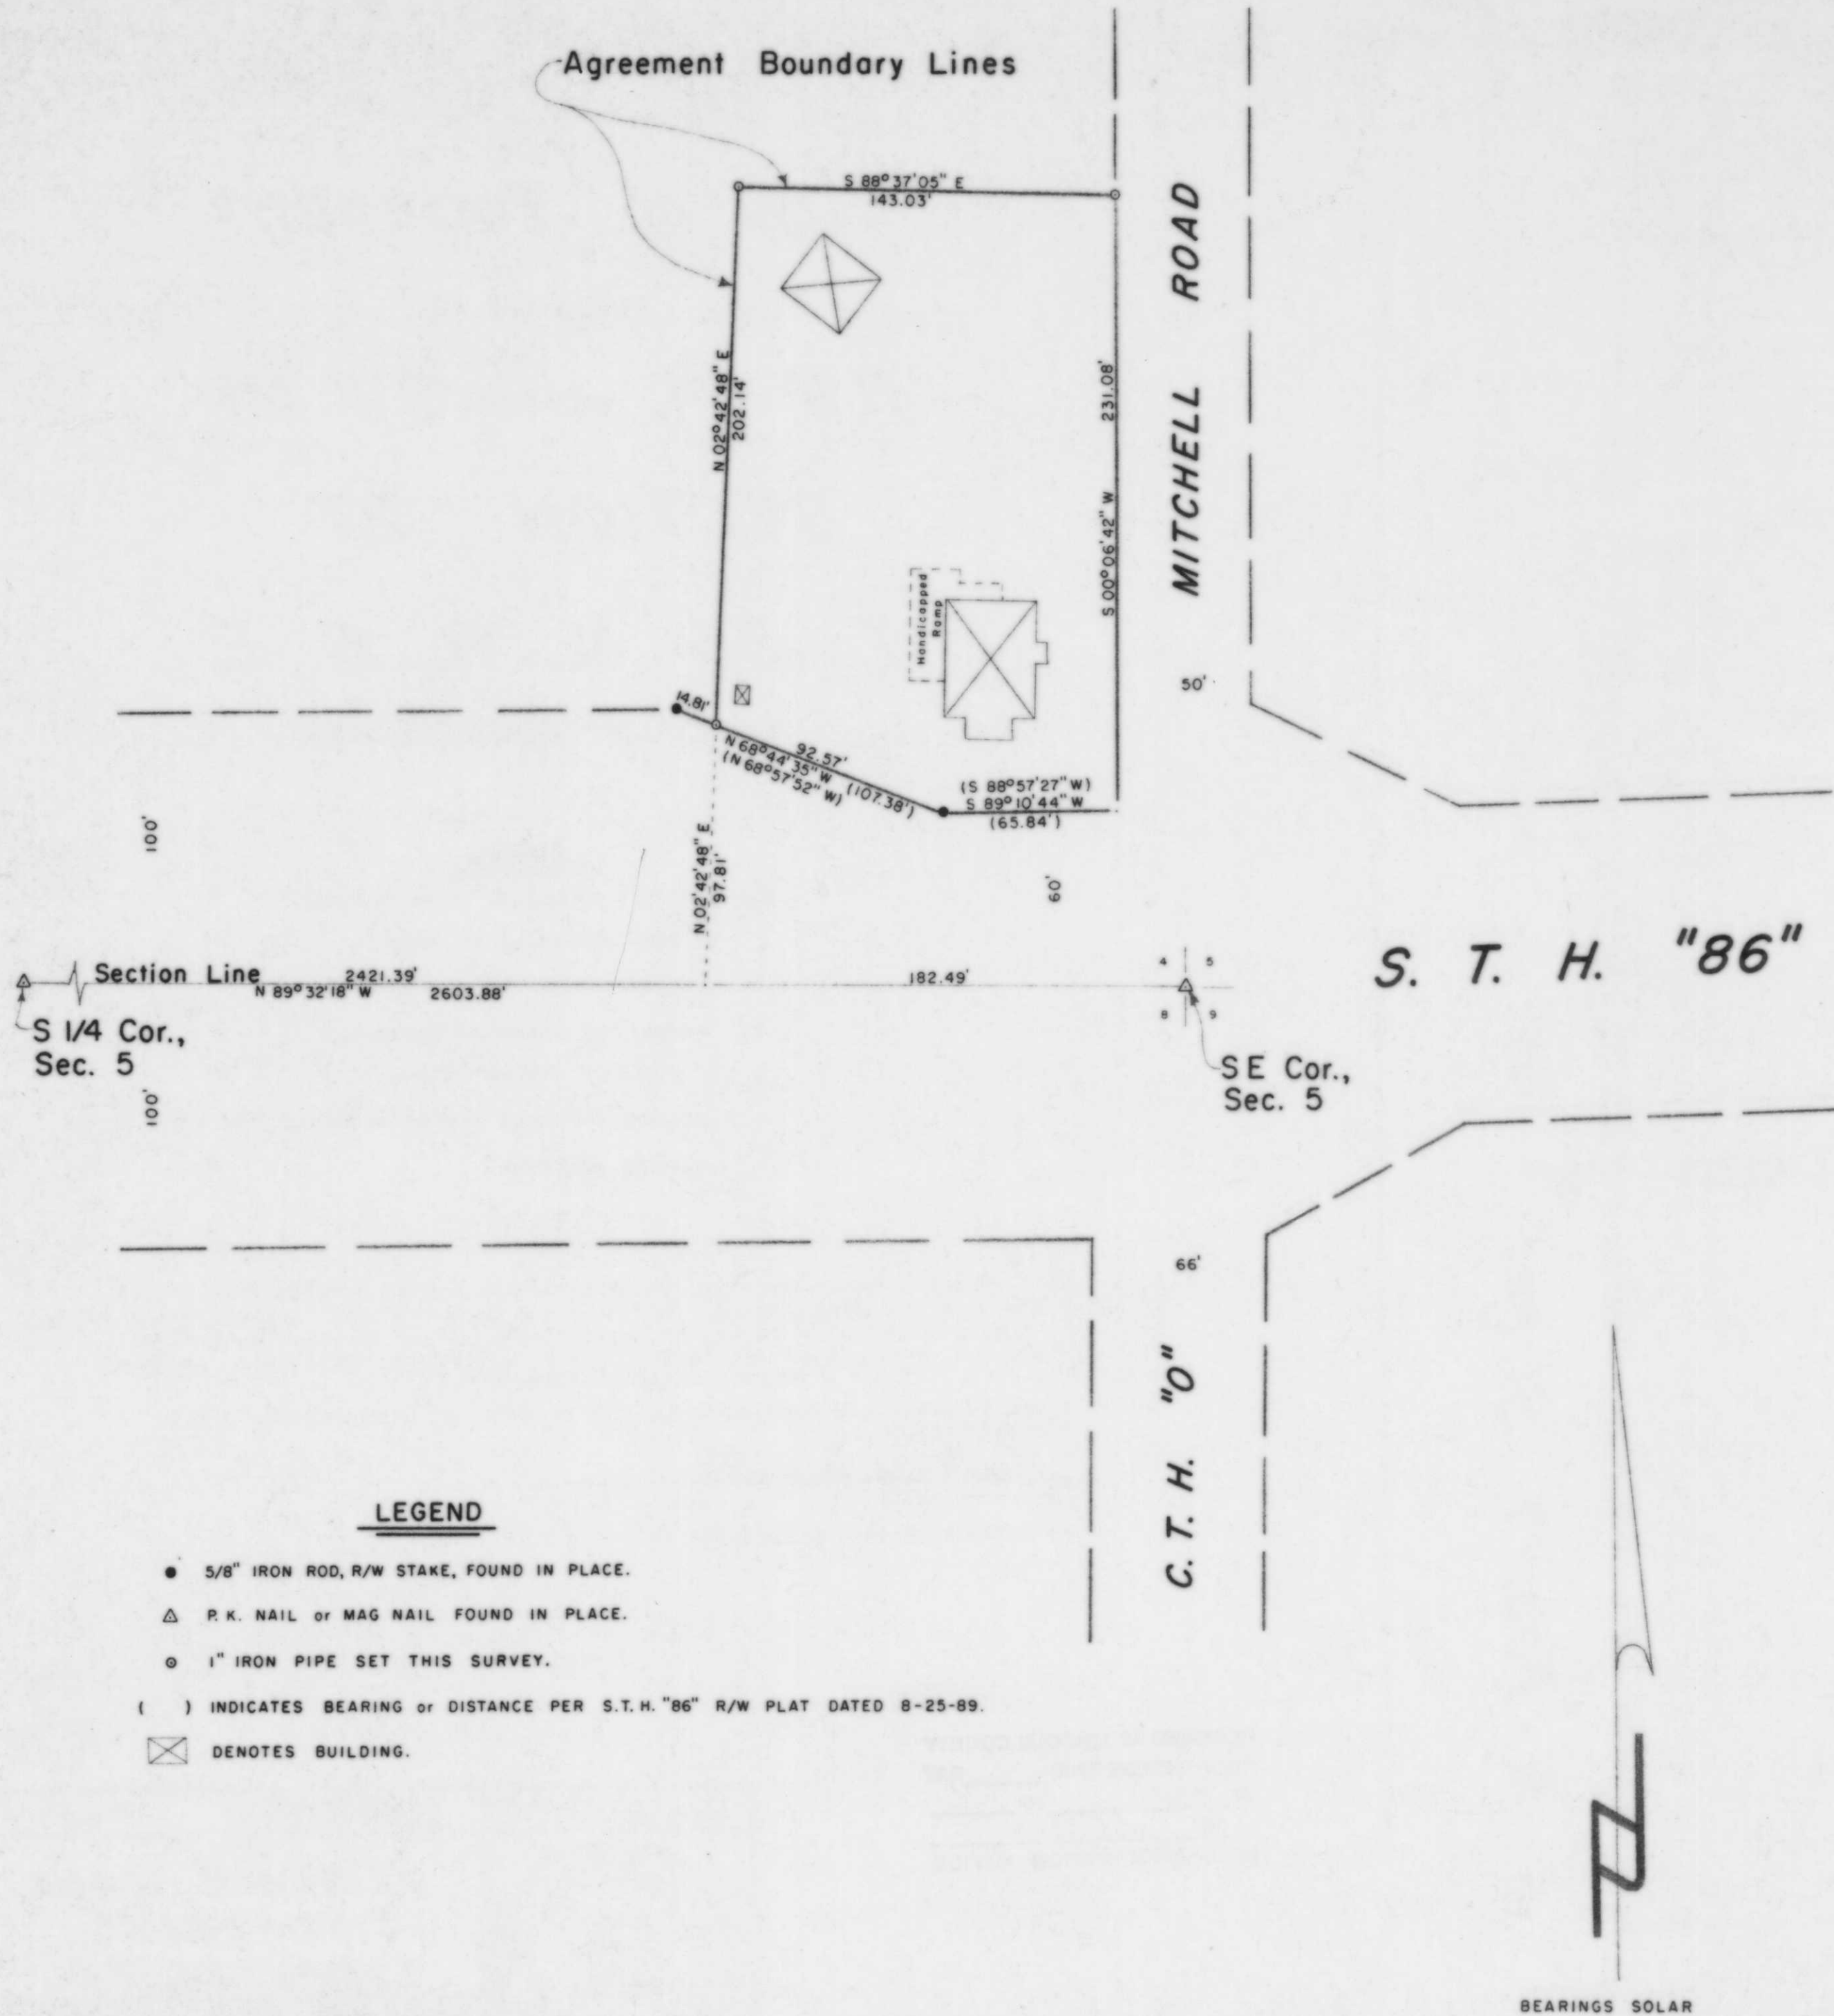 Agreement Boundary Lines
S 88°37'05" E
143.03'
N 02°42'48" E
202.14'
231.08'
S 00°06'42" W
MITCHELL ROAD
Handicapped
Ramp
50'
14.81'
92.57'
N 68°44'35" W
(N 68°57'52" W)
(107.38')
(S 88°57'27" W)
S 89°10'44" W
(65.84')
100'
N 02°42'48" E
97.81'
60'
S. T. H. "86"
Section Line
2421.39'
N 89°32'18" W
2603.88'
182.49'
4 5
8 9
S 1/4 Cor.,
Sec. 5
SE Cor.,
Sec. 5
100'
66'
C. T. H. "O"
LEGEND
5/8" IRON ROD, R/W STAKE, FOUND IN PLACE.
P.K. NAIL or MAG NAIL FOUND IN PLACE.
1" IRON PIPE SET THIS SURVEY.
( ) INDICATES BEARING or DISTANCE PER S.T.H. "86" R/W PLAT DATED 8-25-89.
DENOTES BUILDING.
N
BEARINGS SOLAR